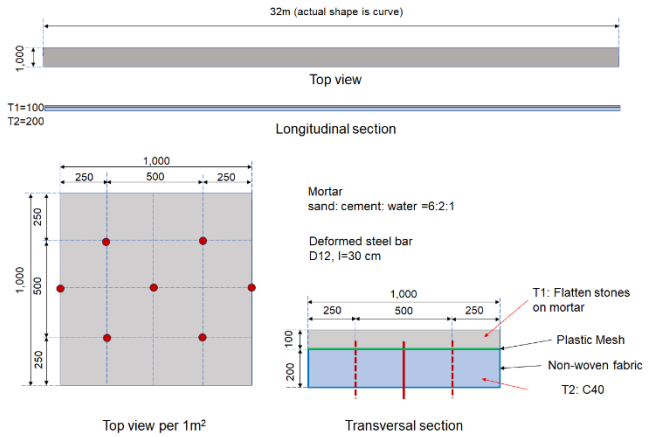 32m (actual shape is curve)
1,000
Top view
T1=100
T2=200
Longitudinal section
1,000
250
500
250
250
1,000
500
250
Top view per 1m²
Mortar
sand: cement: water =6:2:1
Deformed steel bar
D12, l=30 cm
1,000
250
500
250
100
200
T1: Flatten stones
on mortar
Plastic Mesh
Non-woven fabric
T2: C40
Transversal section